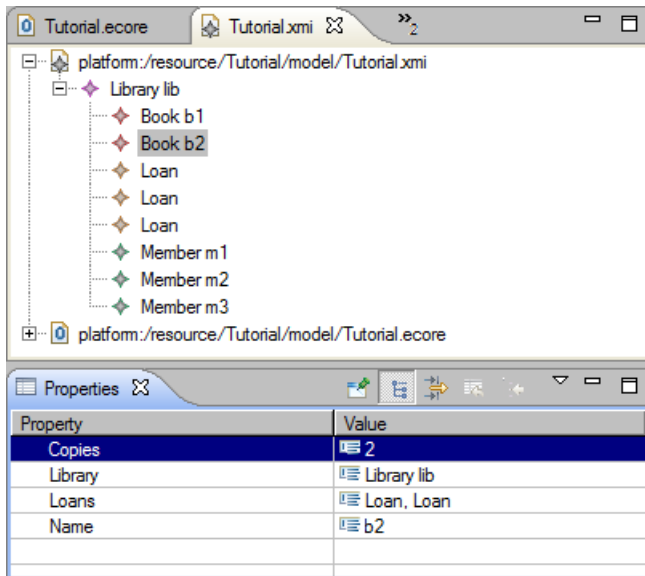 Tutorial.ecore Tutorial.xmi »2
platform:/resource/Tutorial/model/Tutorial.xmi
Library lib
Book b1
Book b2
Loan
Loan
Loan
Member m1
Member m2
Member m3
platform:/resource/Tutorial/model/Tutorial.ecore
Properties
Property Value
Copies 2
Library Library lib
Loans Loan, Loan
Name b2